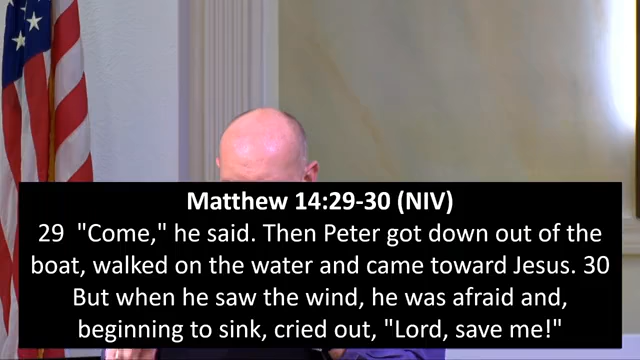 Matthew 14:29-30 (NIV)
29  "Come," he said. Then Peter got down out of the
boat, walked on the water and came toward Jesus. 30
But when he saw the wind, he was afraid and,
beginning to sink, cried out, "Lord, save me!"